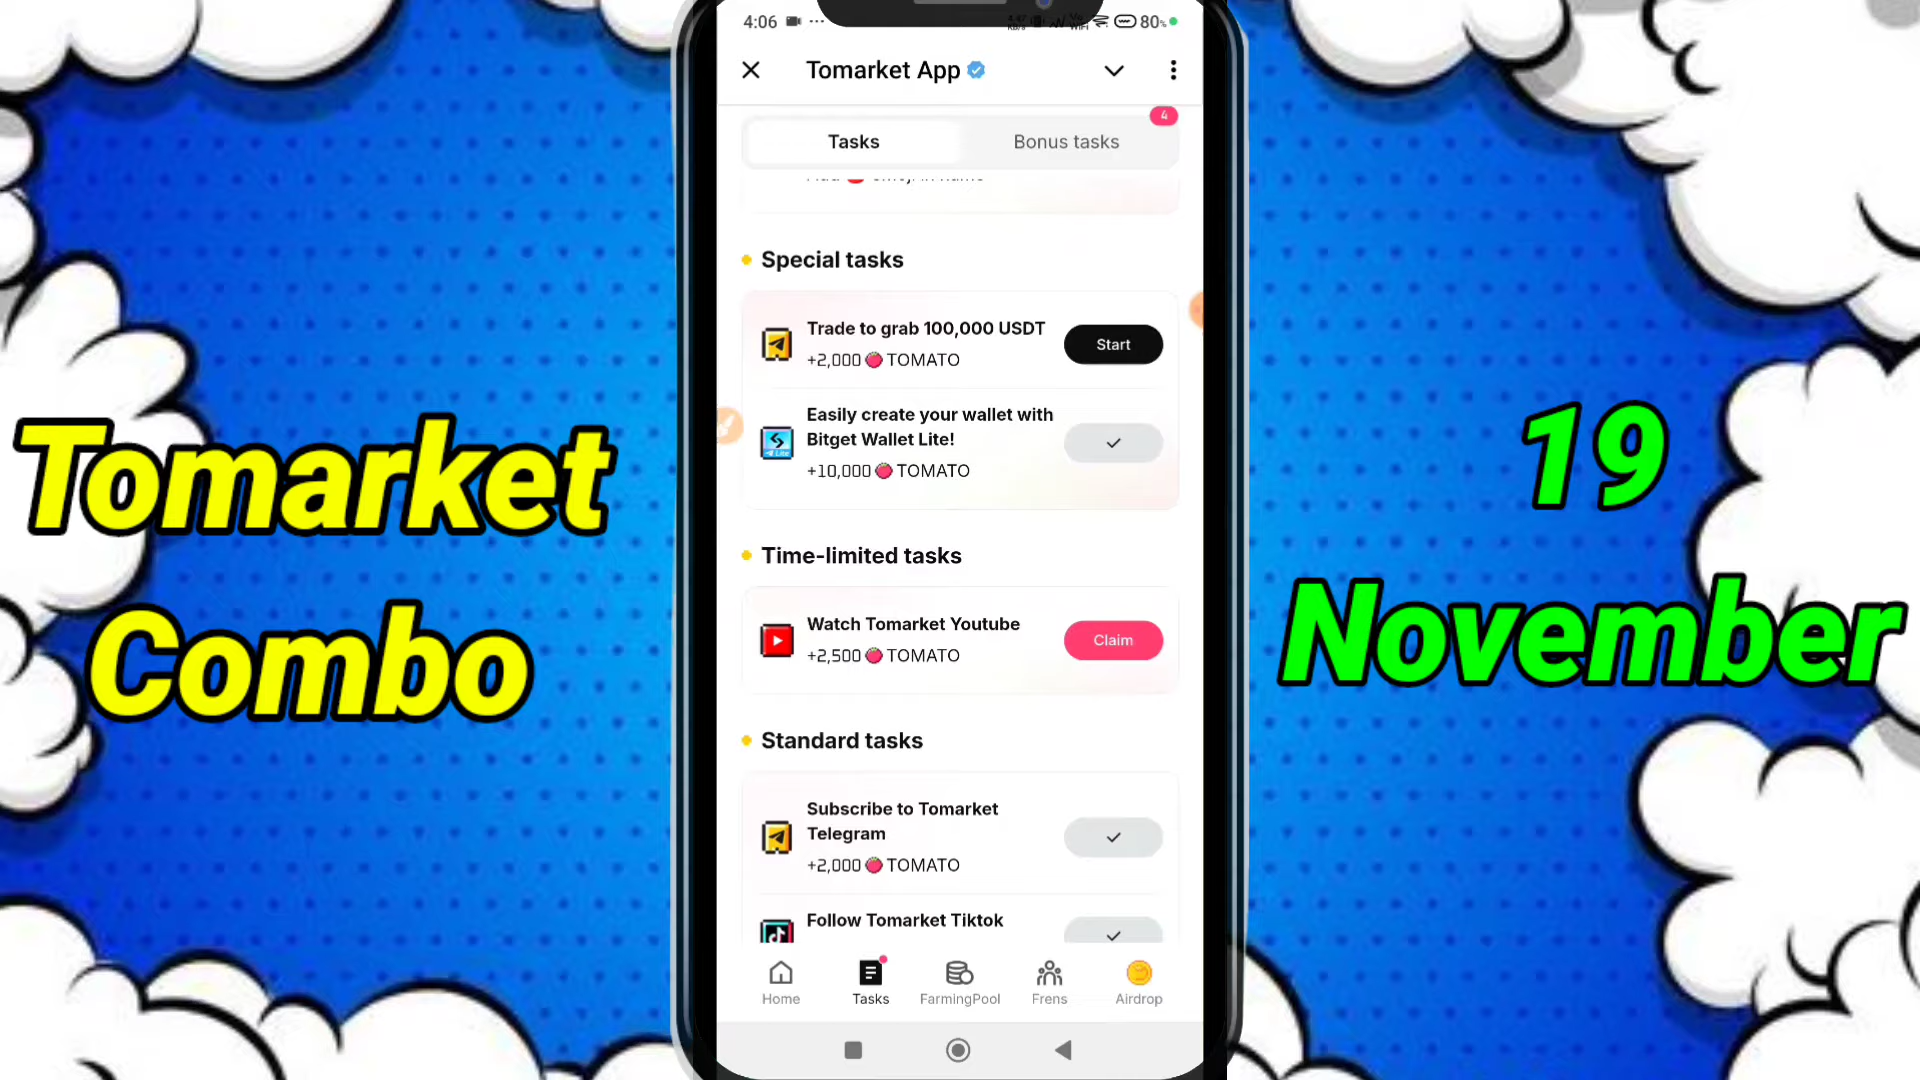 4:06
80%
Tomarket App
4
Tasks
Bonus tasks
Special tasks
Trade to grab 100,000 USDT
+2,000 TOMATO
Start
Easily create your wallet with
Bitget Wallet Lite!
+10,000 TOMATO
Time-limited tasks
Watch Tomarket Youtube
+2,500 TOMATO
Claim
Standard tasks
Subscribe to Tomarket
Telegram
+2,000 TOMATO
Follow Tomarket Tiktok
Home
Tasks
FarmingPool
Frens
Airdrop
Tomarket
Combo
19
November